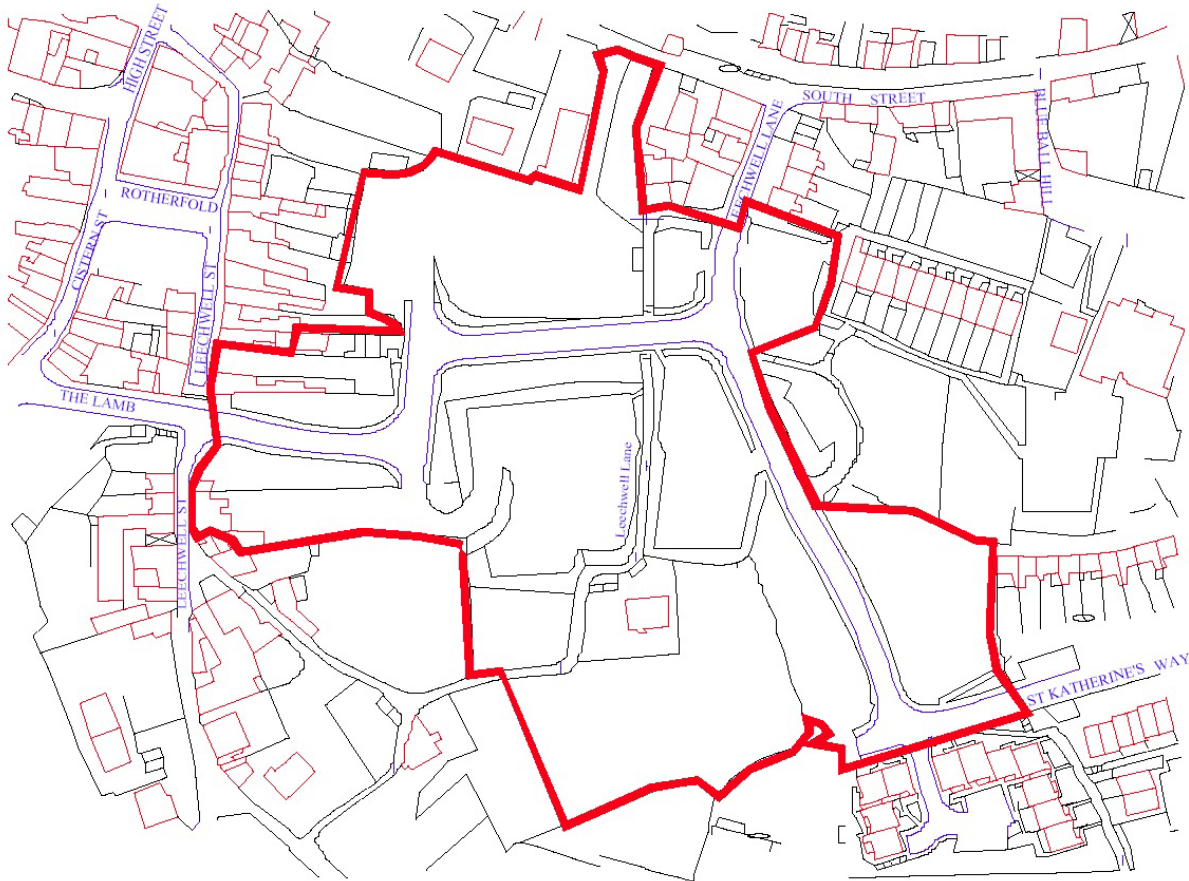 HIGH STREET
SOUTH STREET
BLUE BALL HILL
LEECHWELL LANE
ROTHERFOLD
CISTERN ST
LEECHWELL ST
THE LAMB
Leechwell Lane
LEECHWELL ST
ST KATHERINE'S WAY